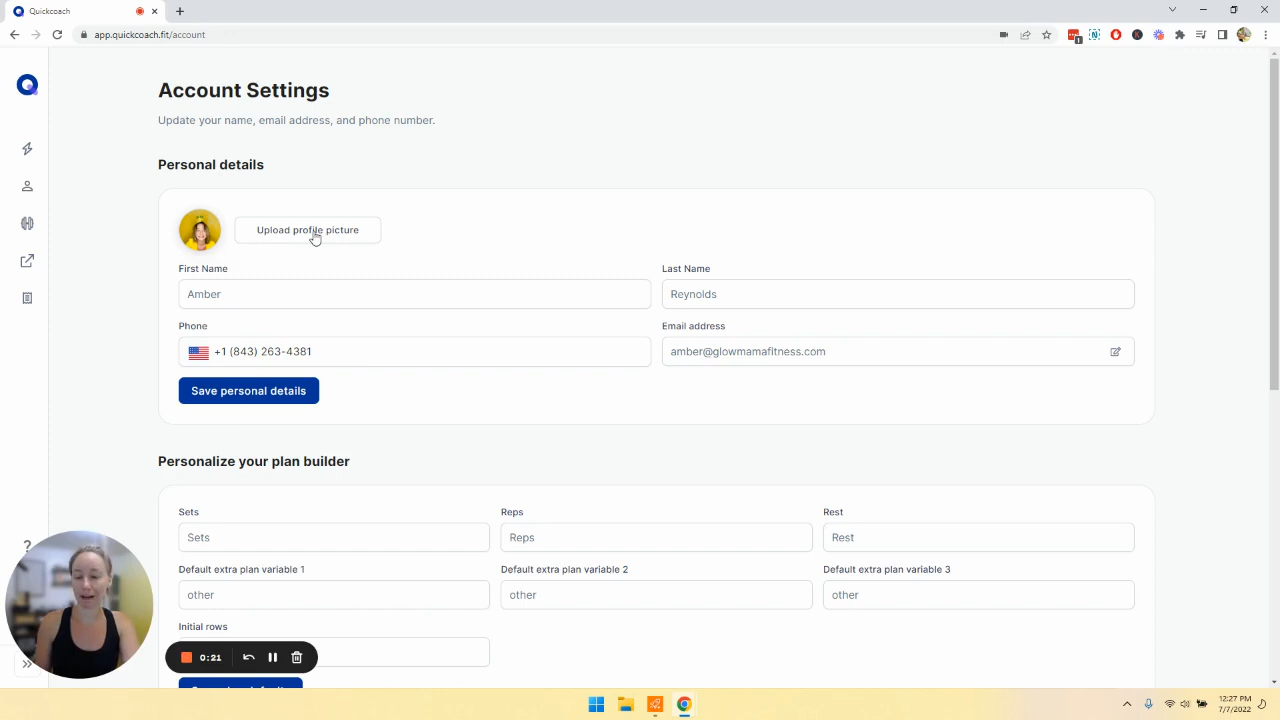 Quickcoach
app.quickcoach.fit/account
1
Account Settings
Update your name, email address, and phone number.
Personal details
Upload profile picture
First Name
Last Name
Amber
Reynolds
Phone
Email address
+1 (843) 263-4381
amber@glowmamafitness.com
Save personal details
Personalize your plan builder
Sets
Reps
Rest
Sets
Reps
Rest
Default extra plan variable 1
Default extra plan variable 2
Default extra plan variable 3
other
other
other
Initial rows
0:21
12:27 PM
7/7/2022